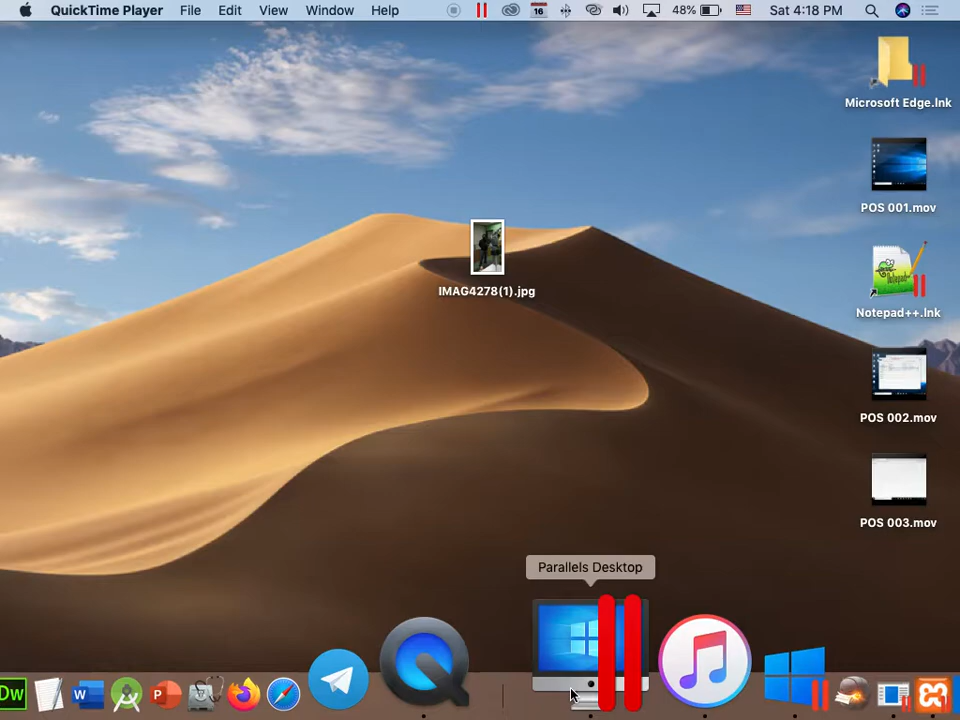 QuickTime Player File Edit View Window Help 16 48% Sat 4:18 PM
Microsoft Edge.lnk
POS 001.mov
IMAG4278(1).jpg
Notepad++.lnk
POS 002.mov
POS 003.mov
Parallels Desktop
Dw W P